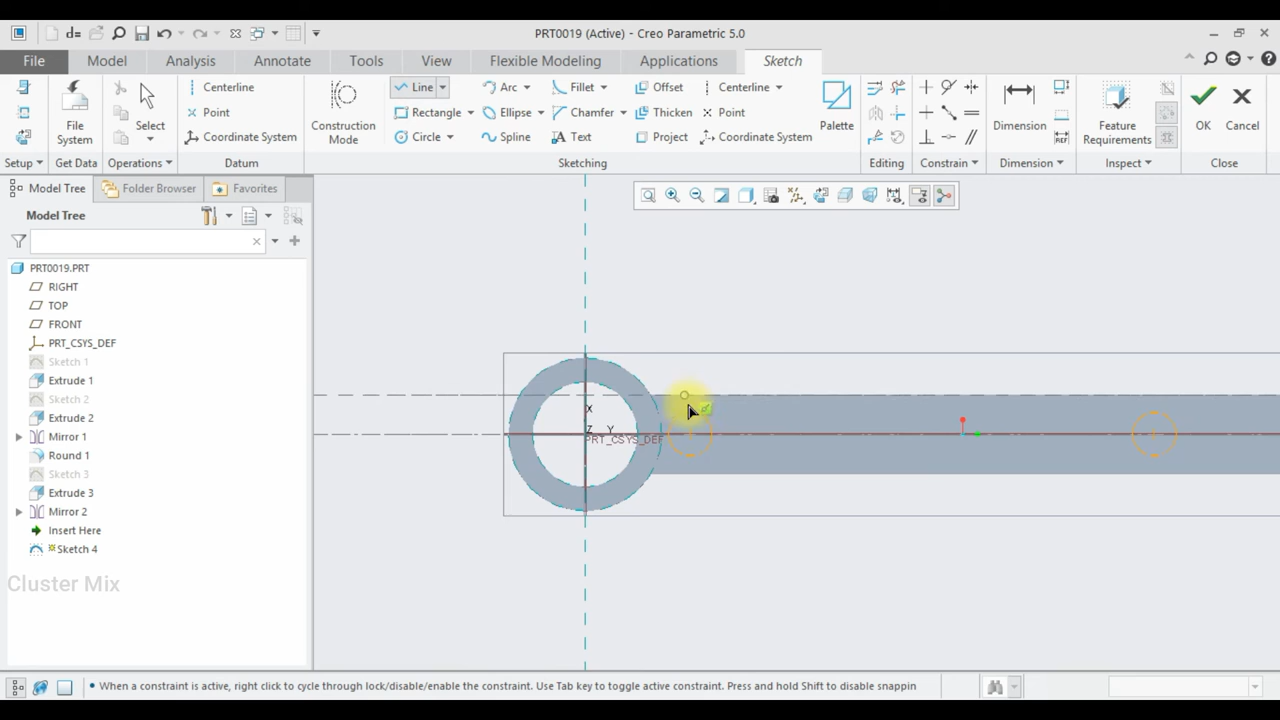 PRT0019 (Active) - Creo Parametric 5.0
File Model Analysis Annotate Tools View Flexible Modeling Applications Sketch
File System
Select
Centerline
Point
Coordinate System
Construction Mode
Line
Rectangle
Circle
Arc
Ellipse
Spline
Fillet
Chamfer
Text
Offset
Thicken
Project
Centerline
Point
Coordinate System
Palette
Dimension
REF
Feature Requirements
OK
Cancel
Setup Get Data Operations Datum Sketching Editing Constrain Dimension Inspect Close
Model Tree Folder Browser Favorites
Model Tree
PRT0019.PRT
RIGHT
TOP
FRONT
PRT_CSYS_DEF
Sketch 1
Extrude 1
Sketch 2
Extrude 2
Mirror 1
Round 1
Sketch 3
Extrude 3
Mirror 2
Insert Here
Sketch 4
Cluster Mix
X
Z Y
PRT_CSYS_DEF
• When a constraint is active, right click to cycle through lock/disable/enable the constraint. Use Tab key to toggle active constraint. Press and hold Shift to disable snappin